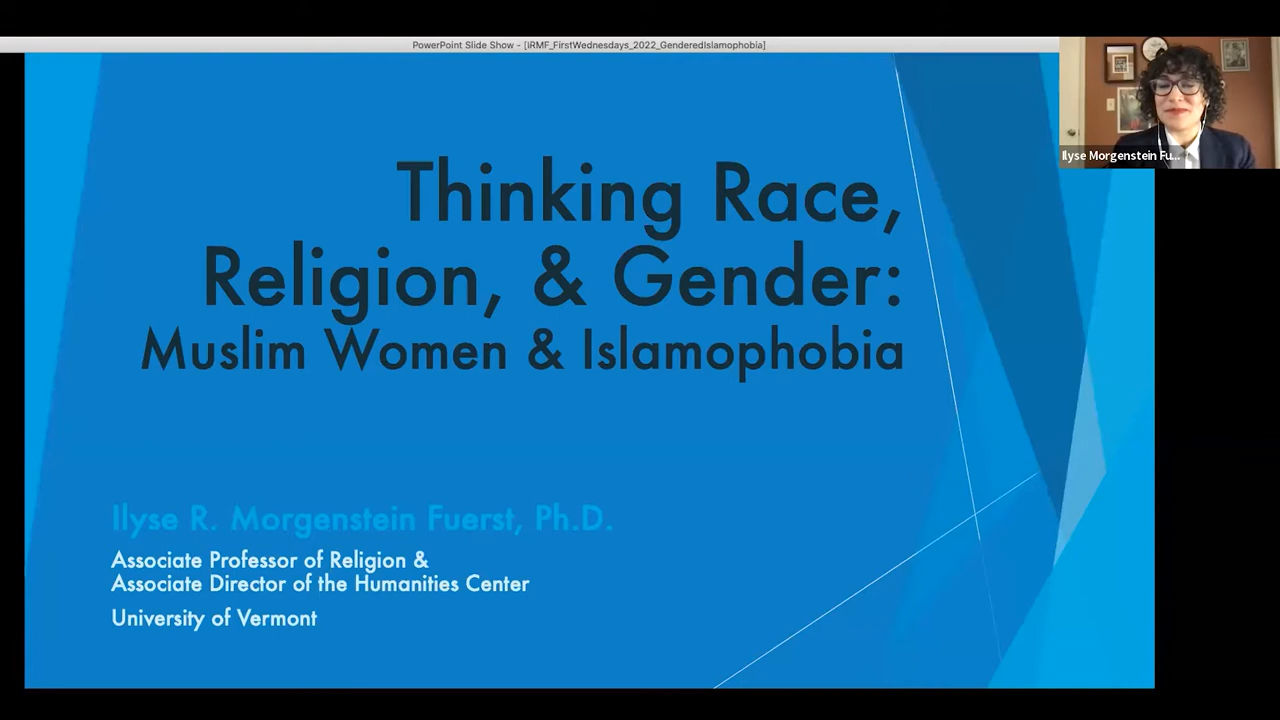 PowerPoint Slide Show - [IRMF_FirstWednesdays_2022_GenderedIslamophobia]
Ilyse Morgenstein Fu...
Thinking Race,
Religion, & Gender:
Muslim Women & Islamophobia
Ilyse R. Morgenstein Fuerst, Ph.D.
Associate Professor of Religion &
Associate Director of the Humanities Center
University of Vermont